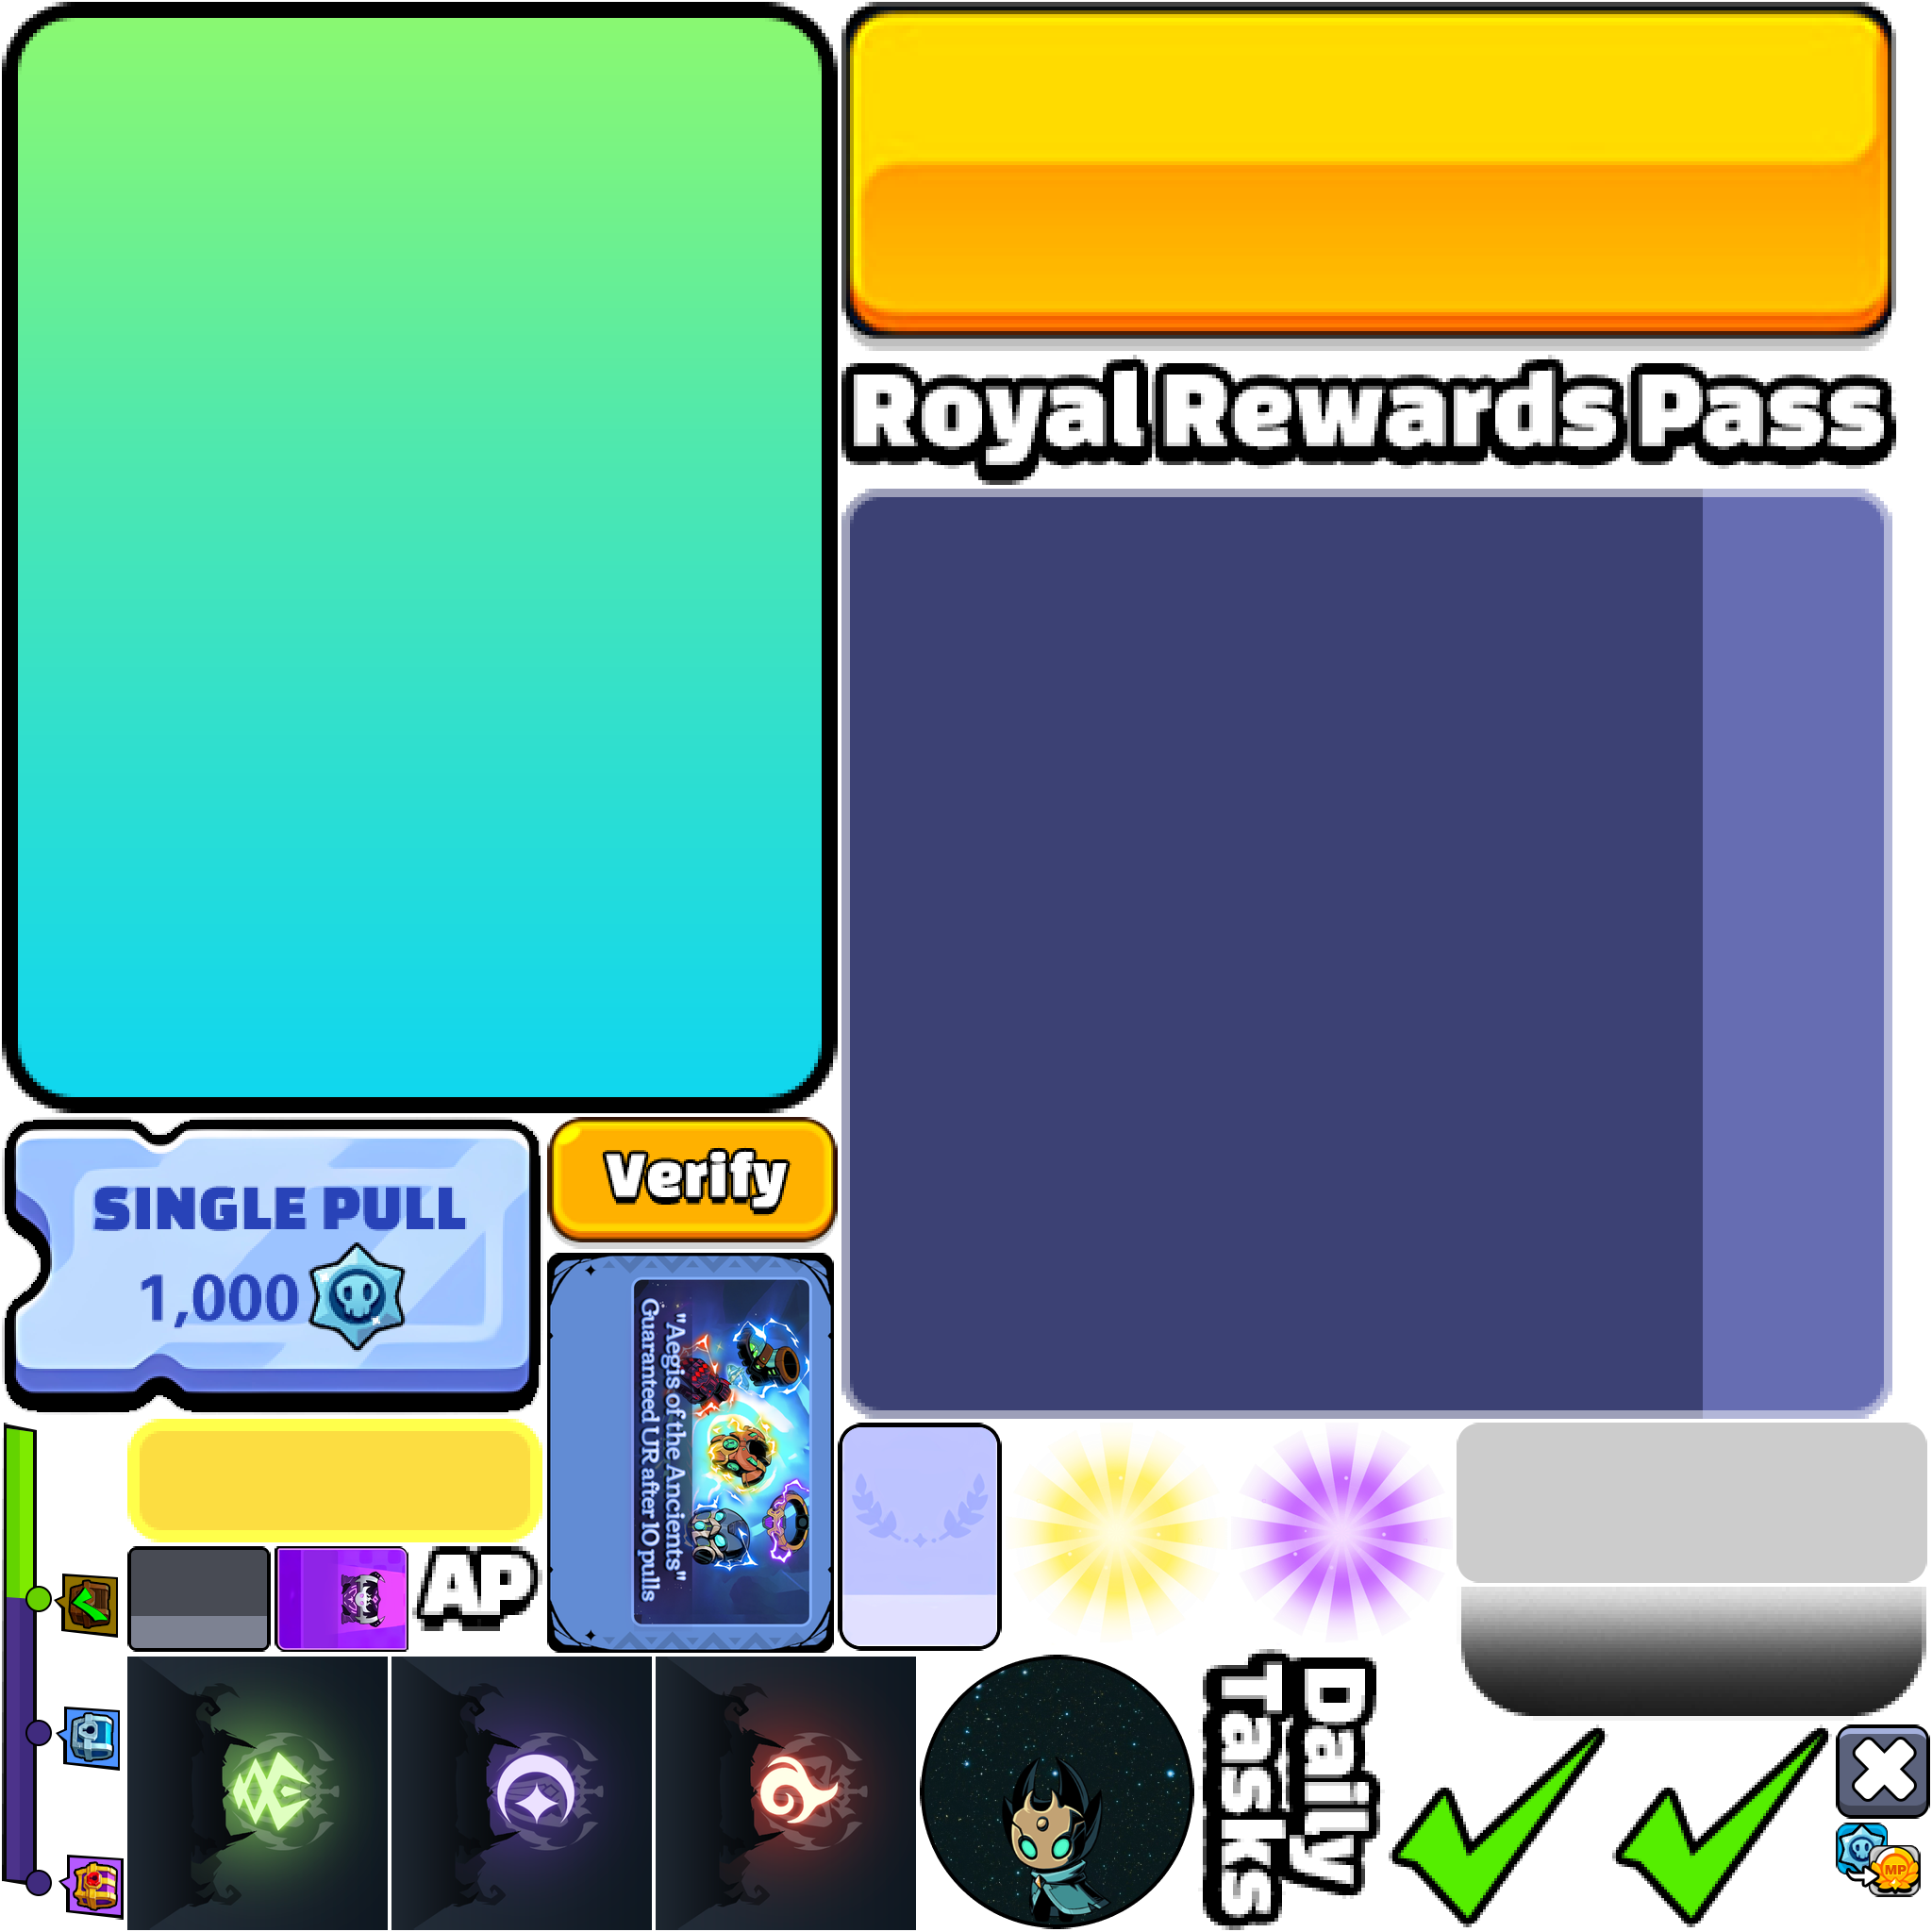 Royal Rewards Pass
SINGLE PULL
1,000
Verify
"Aegis of the Ancients"
Guaranteed UR after 10 pulls
AP
Daily
Tasks
MP